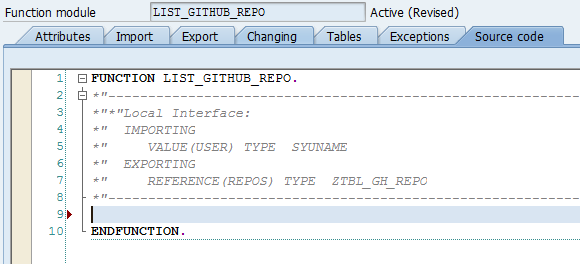 Function module LIST_GITHUB_REPO Active (Revised)
Attributes Import Export Changing Tables Exceptions Source code
1 FUNCTION LIST_GITHUB_REPO.
2 *"----------------------------------------------------------------------
3 *"*"Local Interface:
4 *" IMPORTING
5 *" VALUE(USER) TYPE SYUNAME
6 *" EXPORTING
7 *" REFERENCE(REPOS) TYPE ZTBL_GH_REPO
8 *"----------------------------------------------------------------------
9
10 ENDFUNCTION.